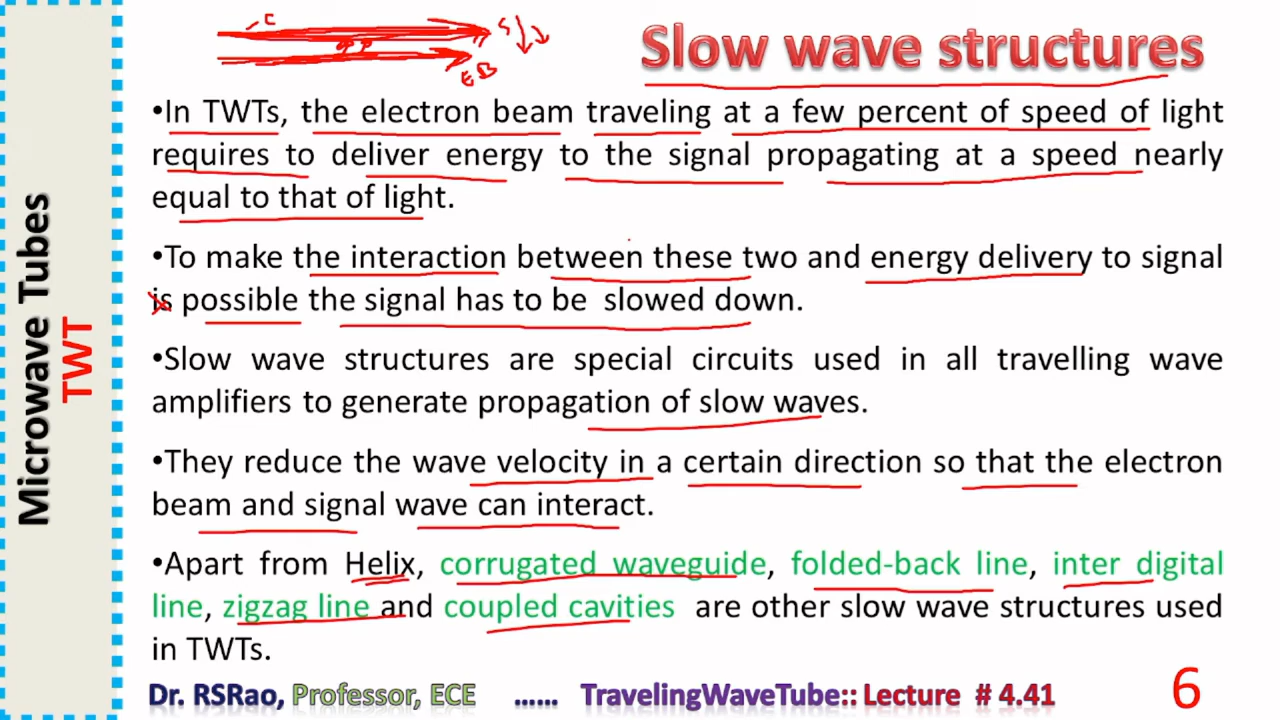 Slow wave structures
•In TWTs, the electron beam traveling at a few percent of speed of light
requires to deliver energy to the signal propagating at a speed nearly
equal to that of light.
•To make the interaction between these two and energy delivery to signal
is possible the signal has to be slowed down.
•Slow wave structures are special circuits used in all travelling wave
amplifiers to generate propagation of slow waves.
•They reduce the wave velocity in a certain direction so that the electron
beam and signal wave can interact.
•Apart from Helix, corrugated waveguide, folded-back line, inter digital
line, zigzag line and coupled cavities are other slow wave structures used
in TWTs.
Microwave Tubes
TWT
Dr. RSRao, Professor, ECE ...... TravelingWaveTube:: Lecture # 4.41
6
S
EB